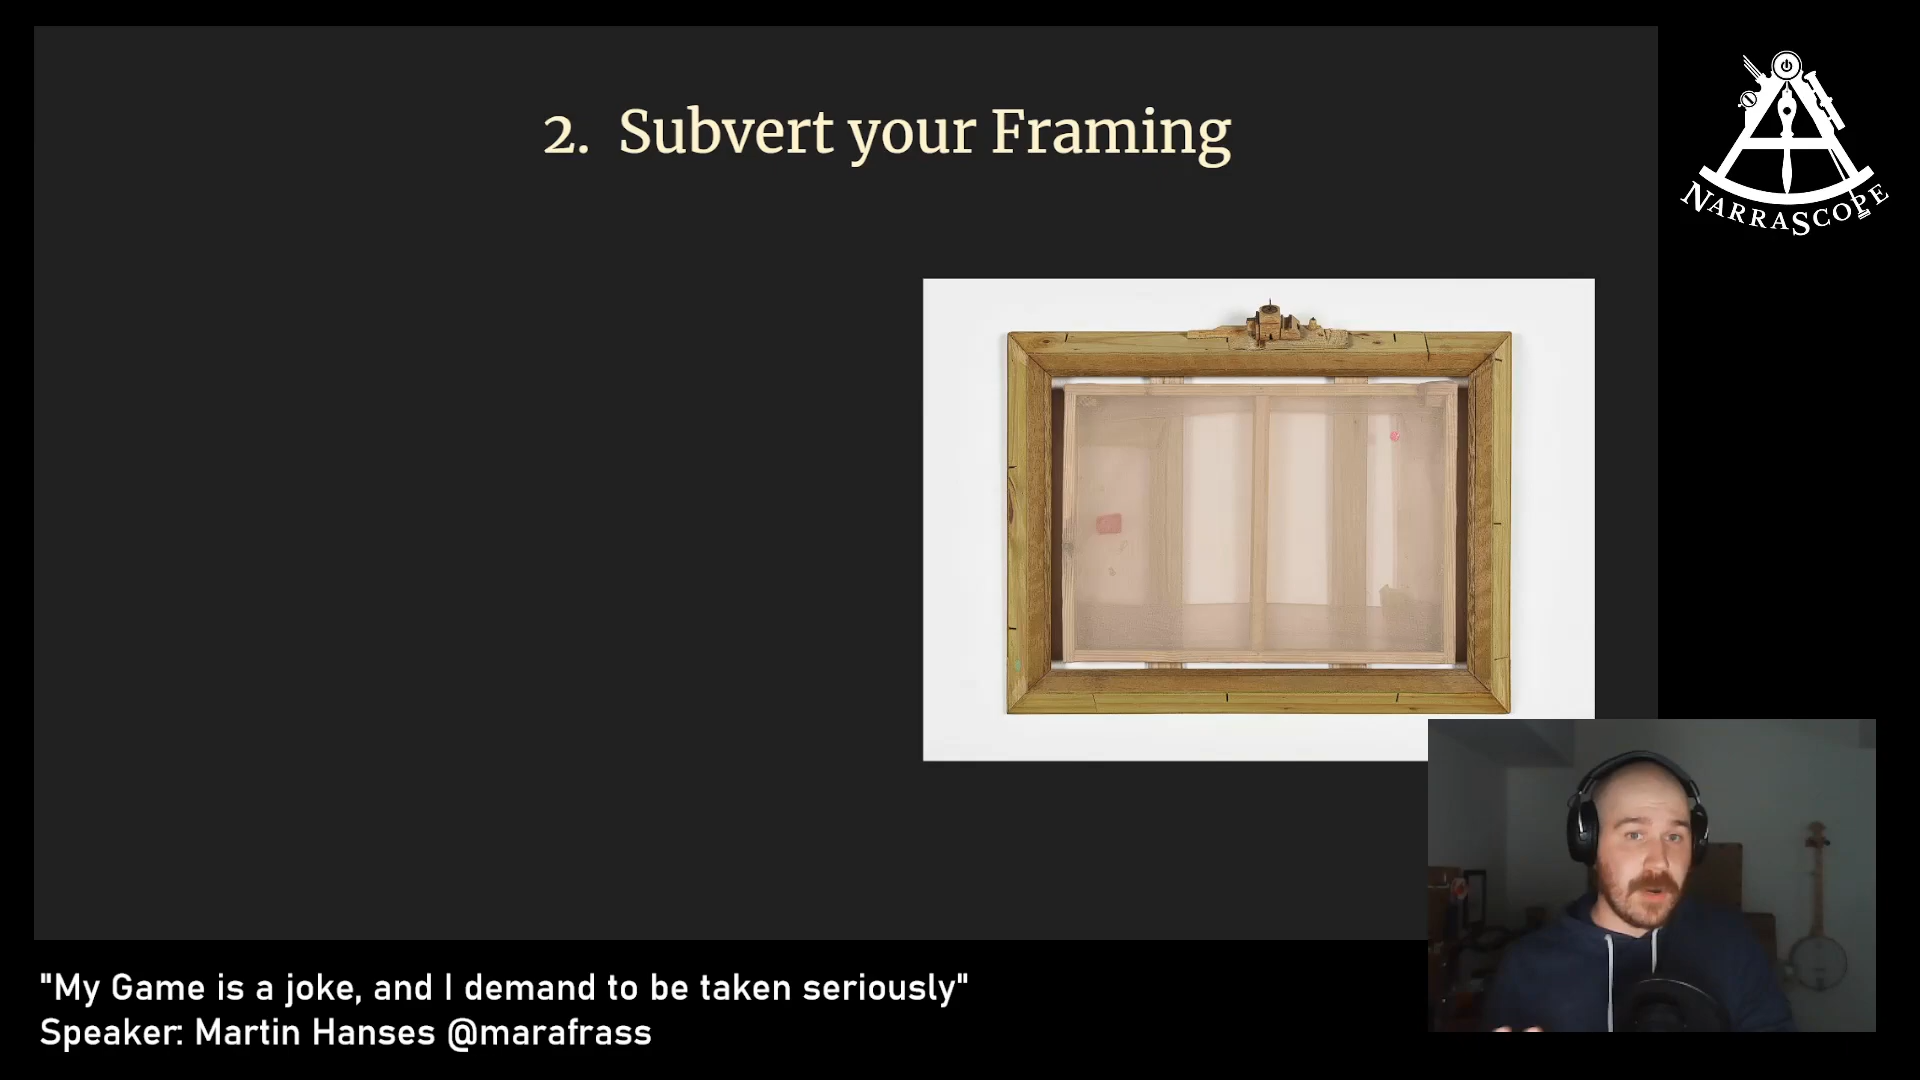 2. Subvert your Framing
NARRASCOPE
"My Game is a joke, and I demand to be taken seriously"
Speaker: Martin Hanses @marafrass